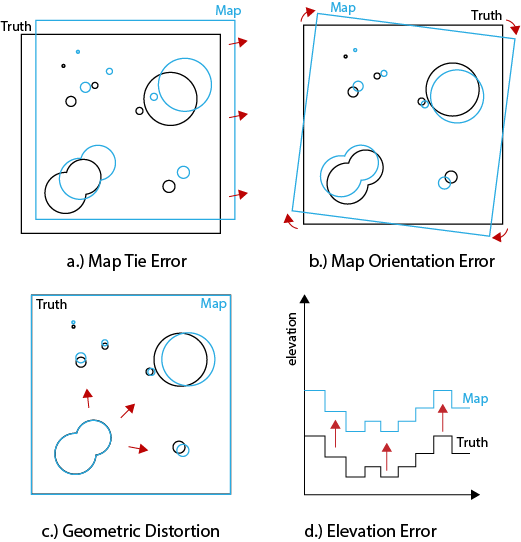 Map
Truth
a.) Map Tie Error
Map
Truth
b.) Map Orientation Error
Truth
Map
c.) Geometric Distortion
elevation
Map
Truth
d.) Elevation Error